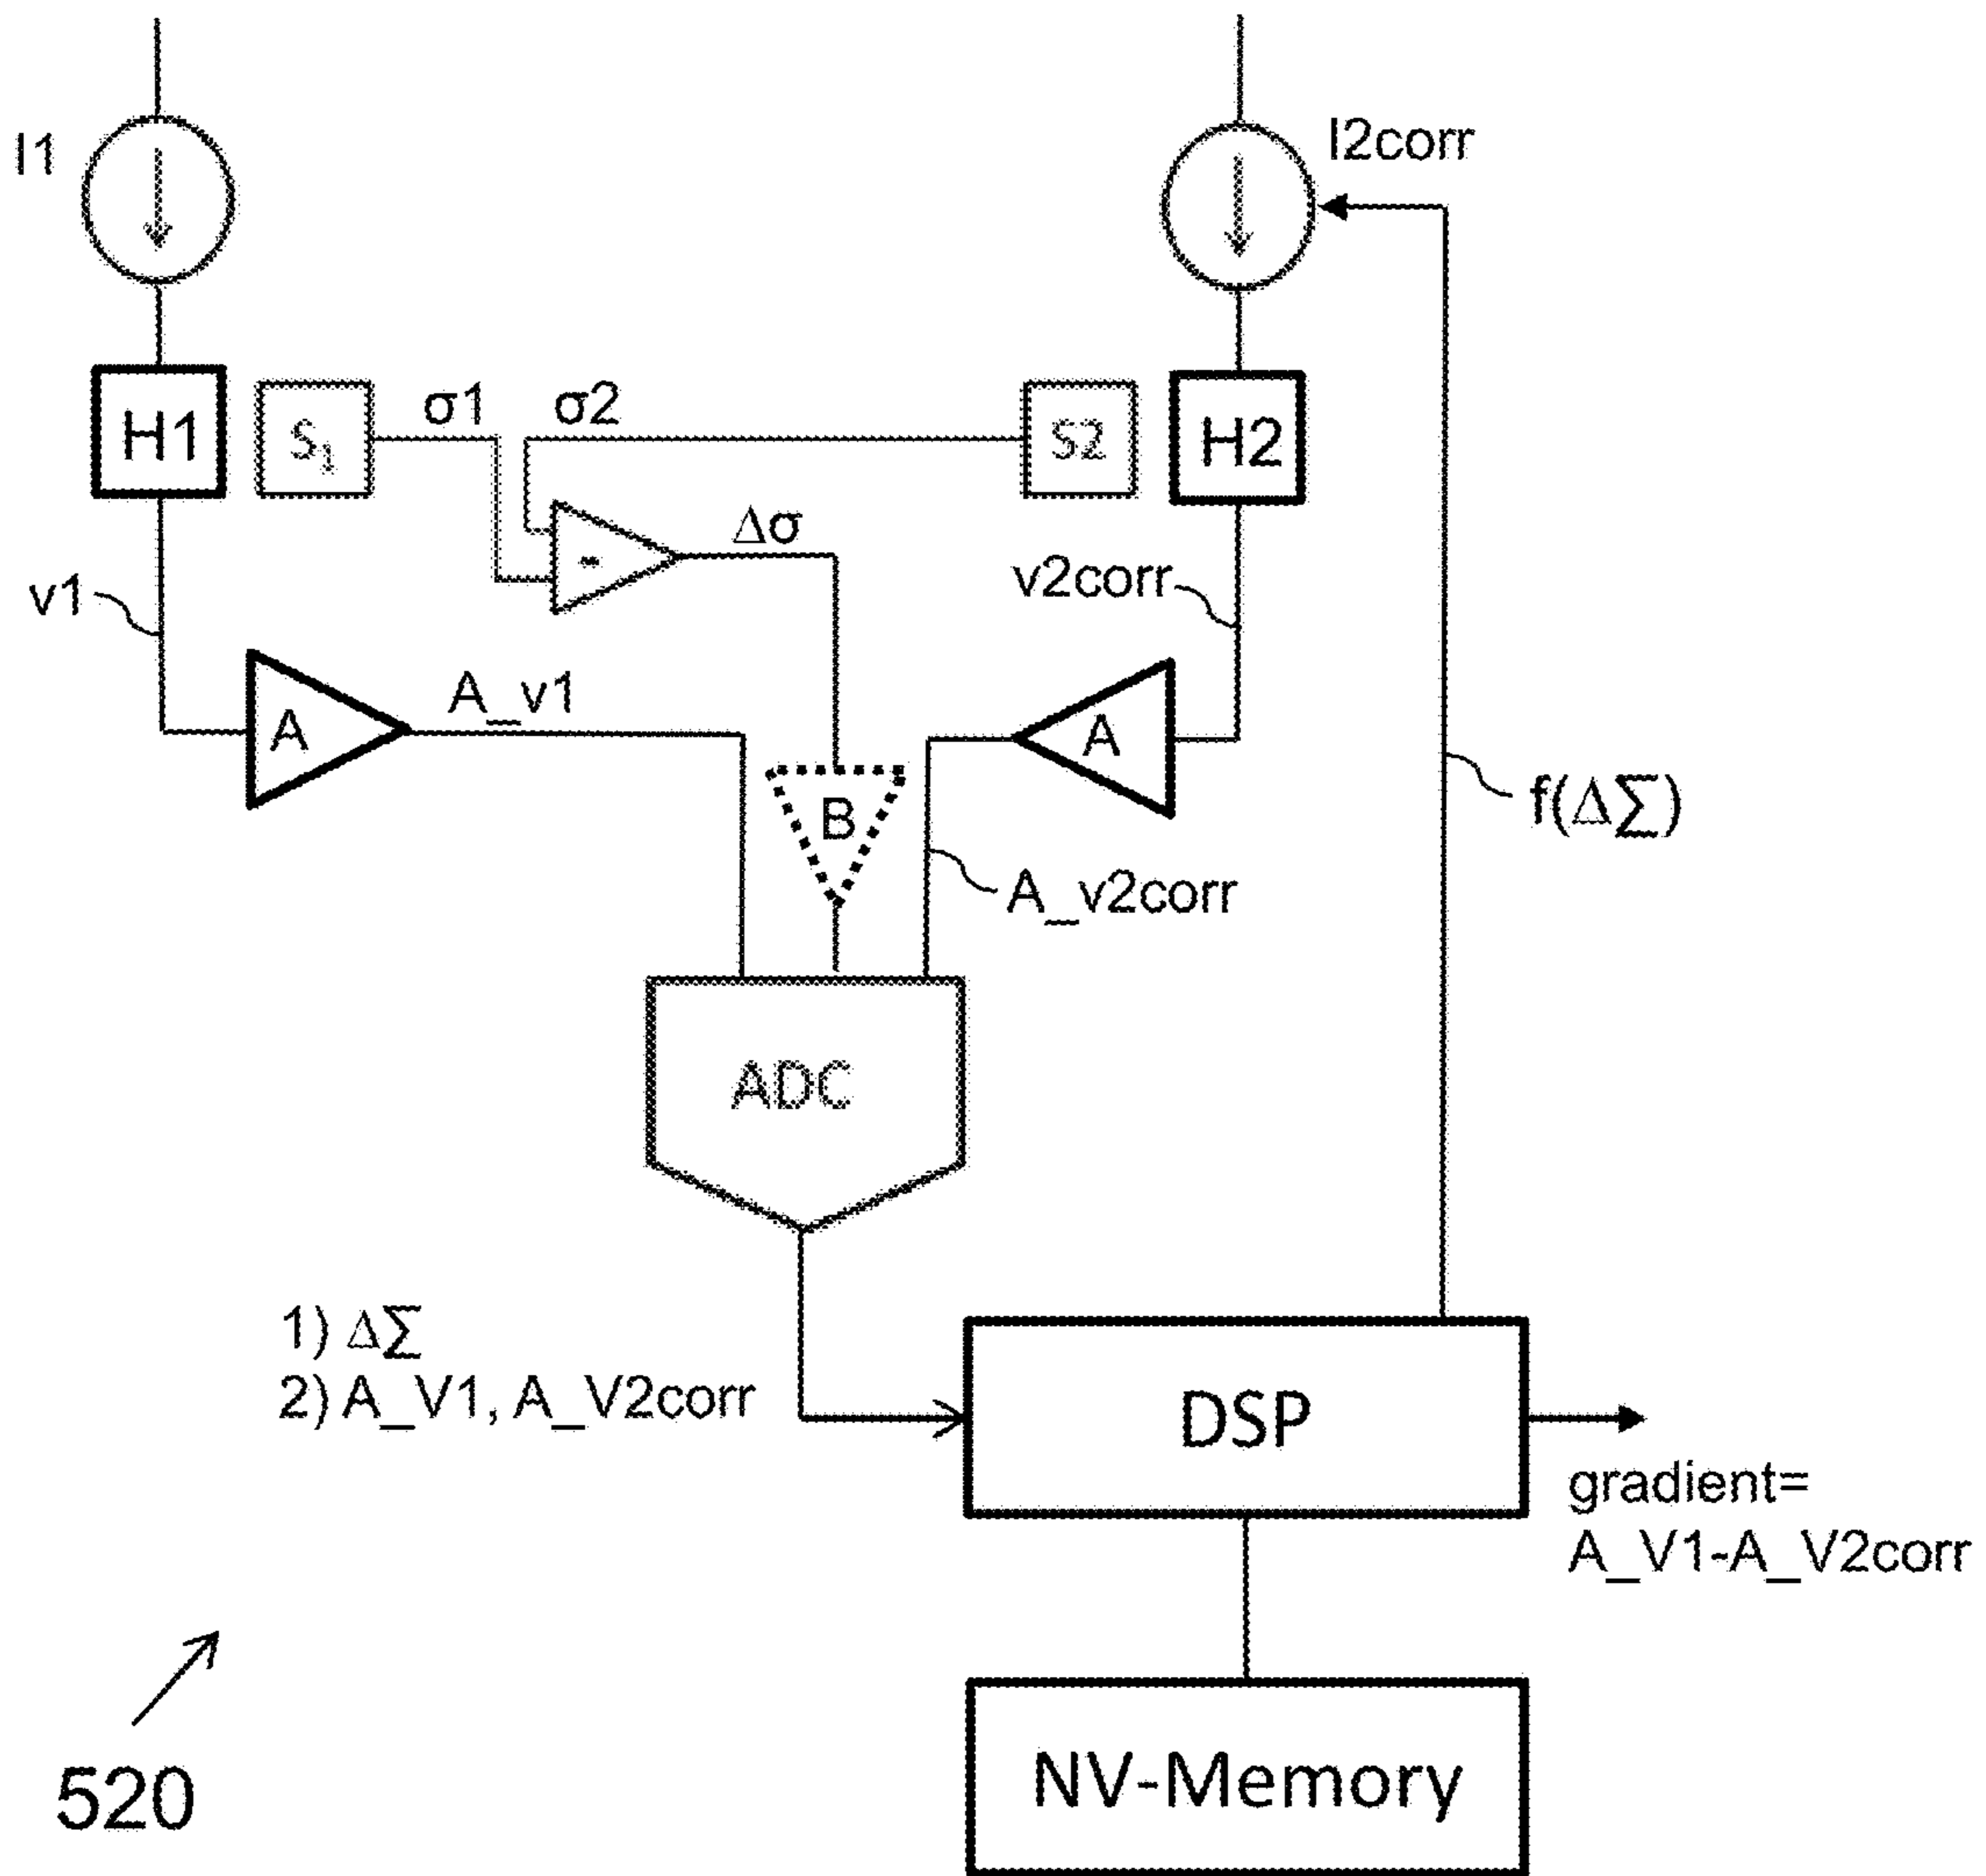 I1
I2corr
H1
S1
σ1
σ2
S2
H2
-
Δσ
v1
v2corr
A
A_v1
B
A
A_v2corr
f(Δ∑)
ADC
1) Δ∑
2) A_V1, A_V2corr
DSP
gradient=
A_V1-A_V2corr
520
NV-Memory